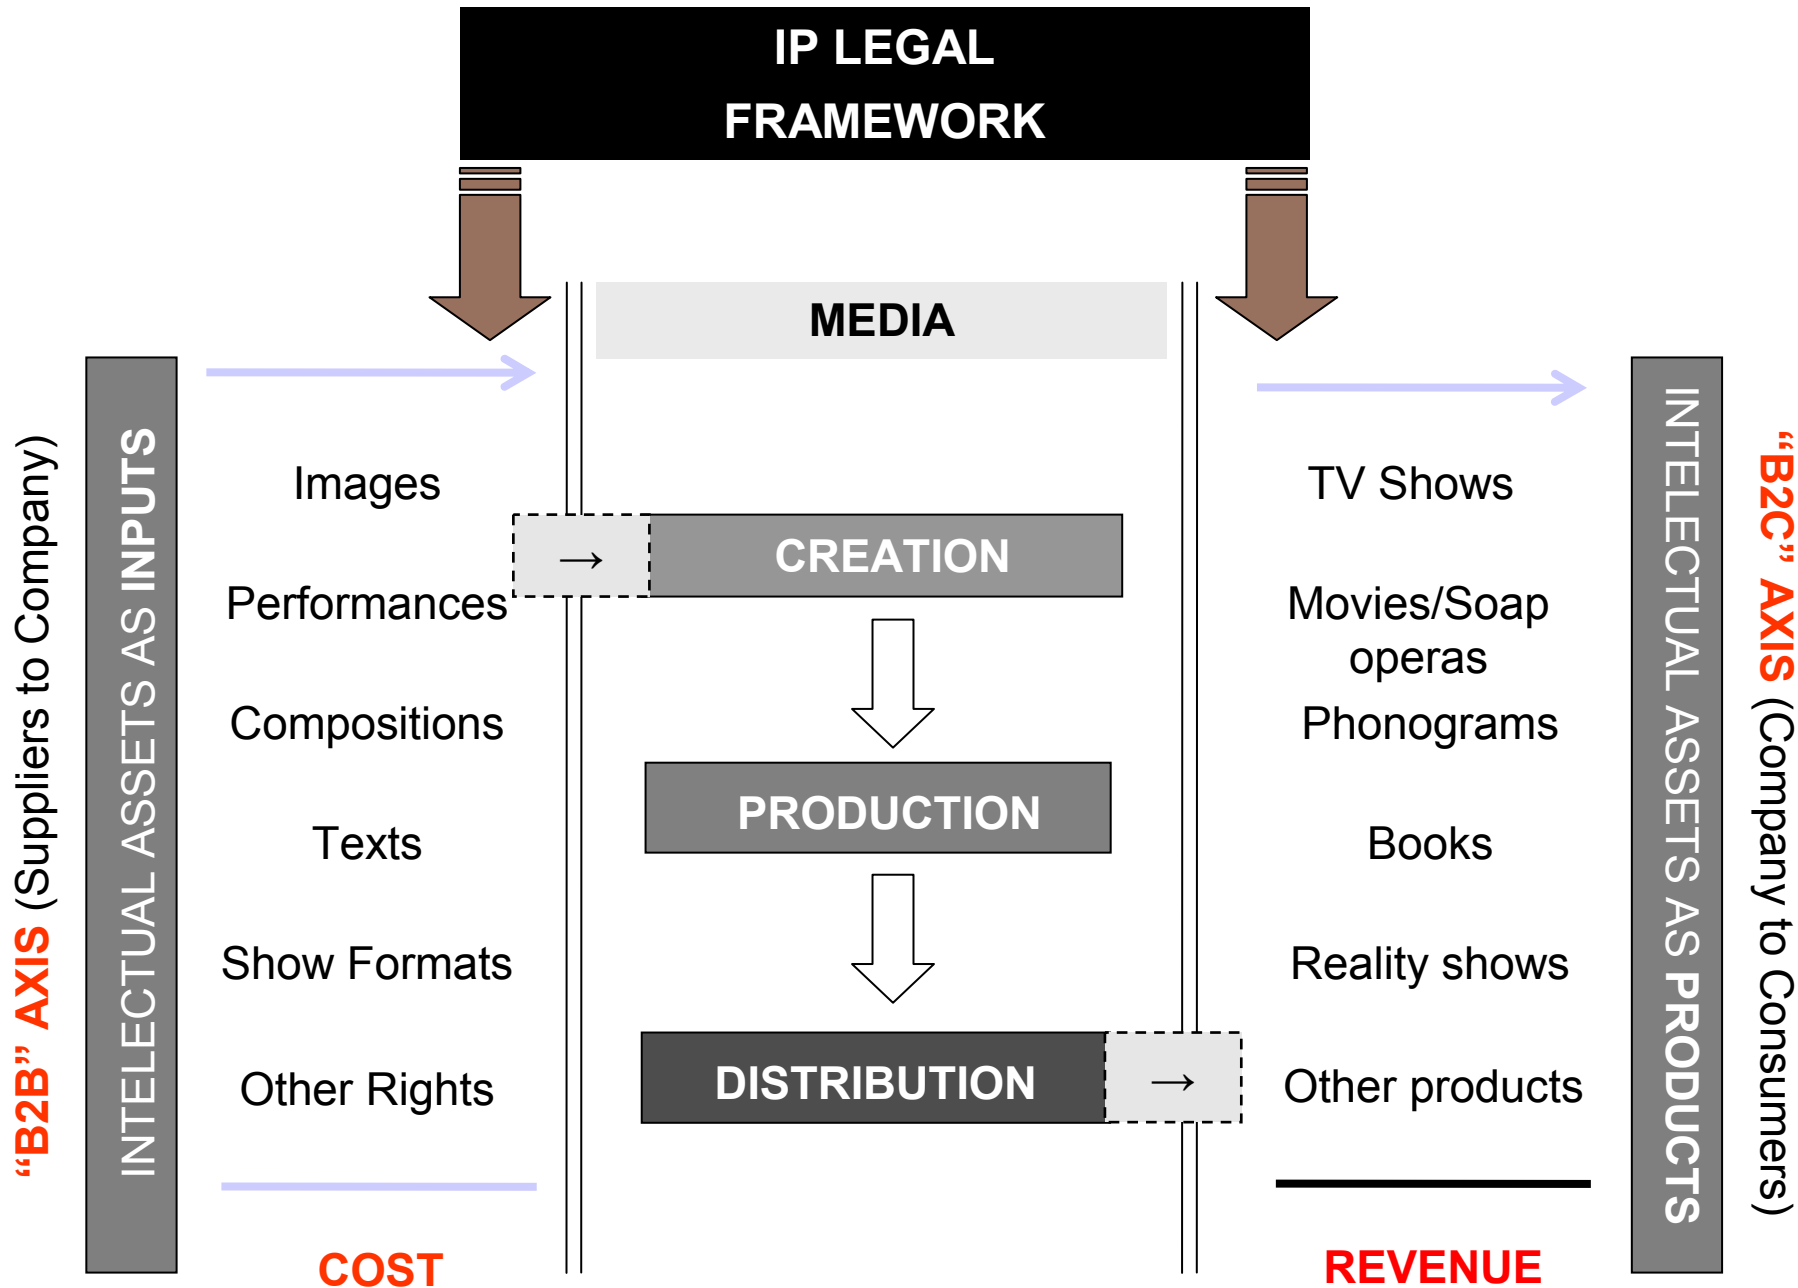 IP LEGAL
FRAMEWORK
MEDIA
“B2B” AXIS (Suppliers to Company)
INTELECTUAL ASSETS AS INPUTS
Images
Performances
Compositions
Texts
Show Formats
Other Rights
COST
→ CREATION
PRODUCTION
DISTRIBUTION →
TV Shows
Movies/Soap
operas
Phonograms
Books
Reality shows
Other products
REVENUE
INTELECTUAL ASSETS AS PRODUCTS
“B2C” AXIS (Company to Consumers)